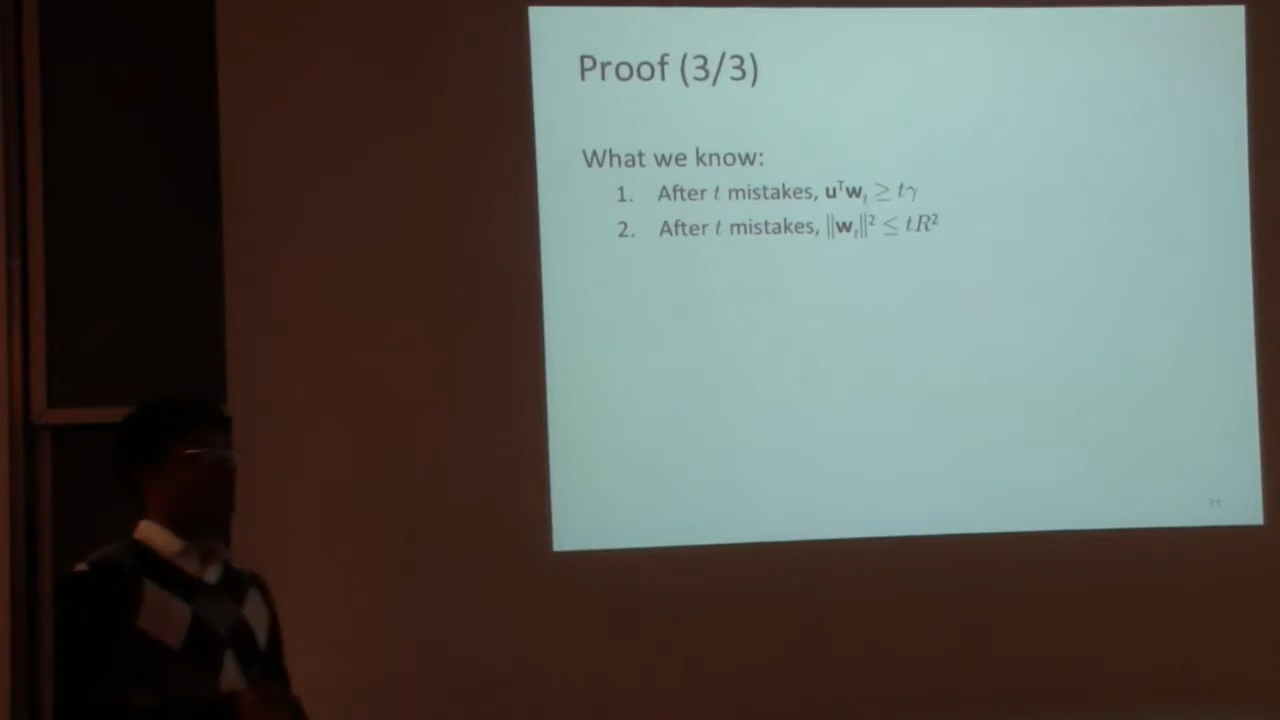 Proof (3/3)
What we know:
1. After t mistakes, uᵀwₜ ≥ tγ
2. After t mistakes, ‖wₜ‖² ≤ tR²